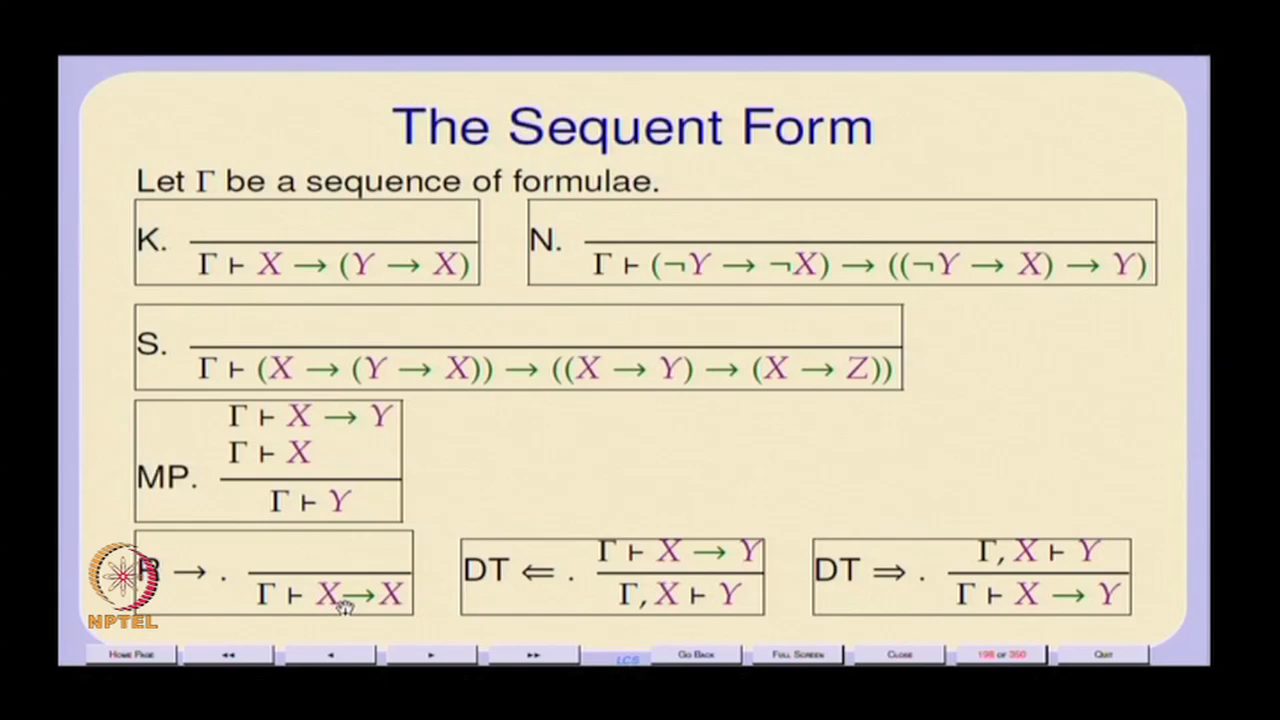 The Sequent Form
Let Γ be a sequence of formulae.
K. Γ ⊢ X → (Y → X)
N. Γ ⊢ (¬Y → ¬X) → ((¬Y → X) → Y)
S. Γ ⊢ (X → (Y → X)) → ((X → Y) → (X → Z))
Γ ⊢ X → Y
Γ ⊢ X
MP.
Γ ⊢ Y
R → . Γ ⊢ X → X
DT ⇐ . Γ ⊢ X → Y
Γ, X ⊢ Y
DT ⇒ . Γ, X ⊢ Y
Γ ⊢ X → Y
NPTEL
HOME PAGE ◄◄ ◄ ► ►► LCS GO BACK FULL SCREEN CLOSE 198 OF 350 QUIT